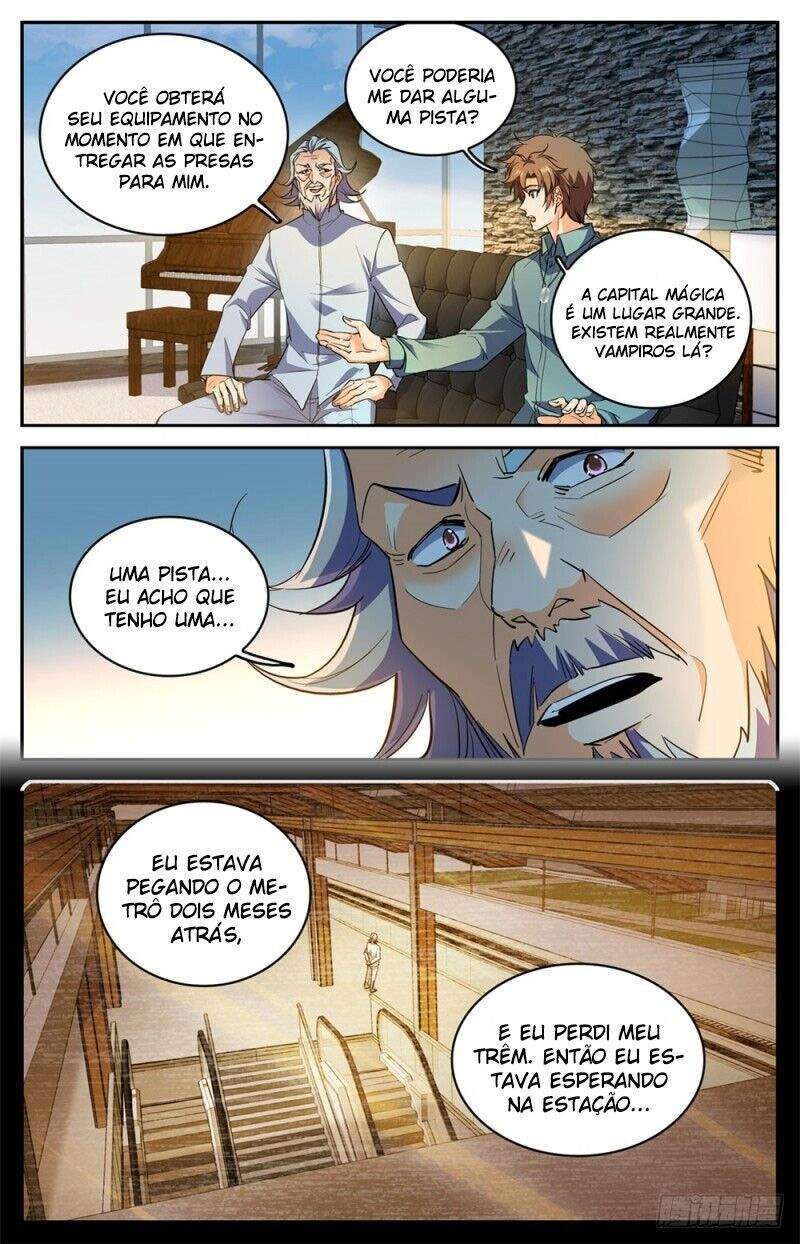 VOCÊ OBTERÁ
SEU EQUIPAMENTO NO
MOMENTO EM QUE EN-
TREGAR AS PRESAS
PARA MIM.
VOCÊ PODERIA
ME DAR ALGU-
MA PISTA?
A CAPITAL MÁGICA
É UM LUGAR GRANDE.
EXISTEM REALMENTE
VAMPIROS LÁ?
UMA PISTA...
EU ACHO QUE
TENHO UMA...
EU ESTAVA
PEGANDO O ME-
TRÔ DOIS MESES
ATRÁS,
E EU PERDI MEU
TRÊM. ENTÃO EU ES-
TAVA ESPERANDO
NA ESTAÇÃO...